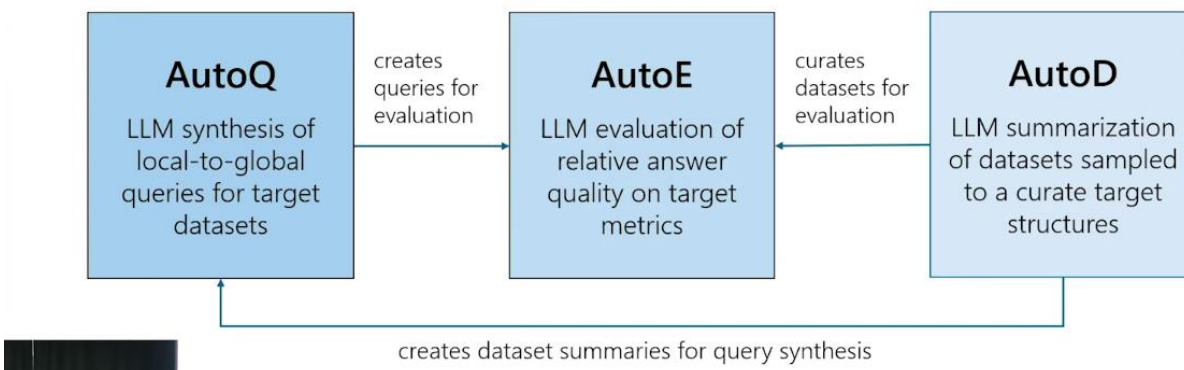 AutoQ
LLM synthesis of
local-to-global
queries for target
datasets
creates
queries for
evaluation
AutoE
LLM evaluation of
relative answer
quality on target
metrics
curates
datasets for
evaluation
AutoD
LLM summarization
of datasets sampled
to a curate target
structures
creates dataset summaries for query synthesis